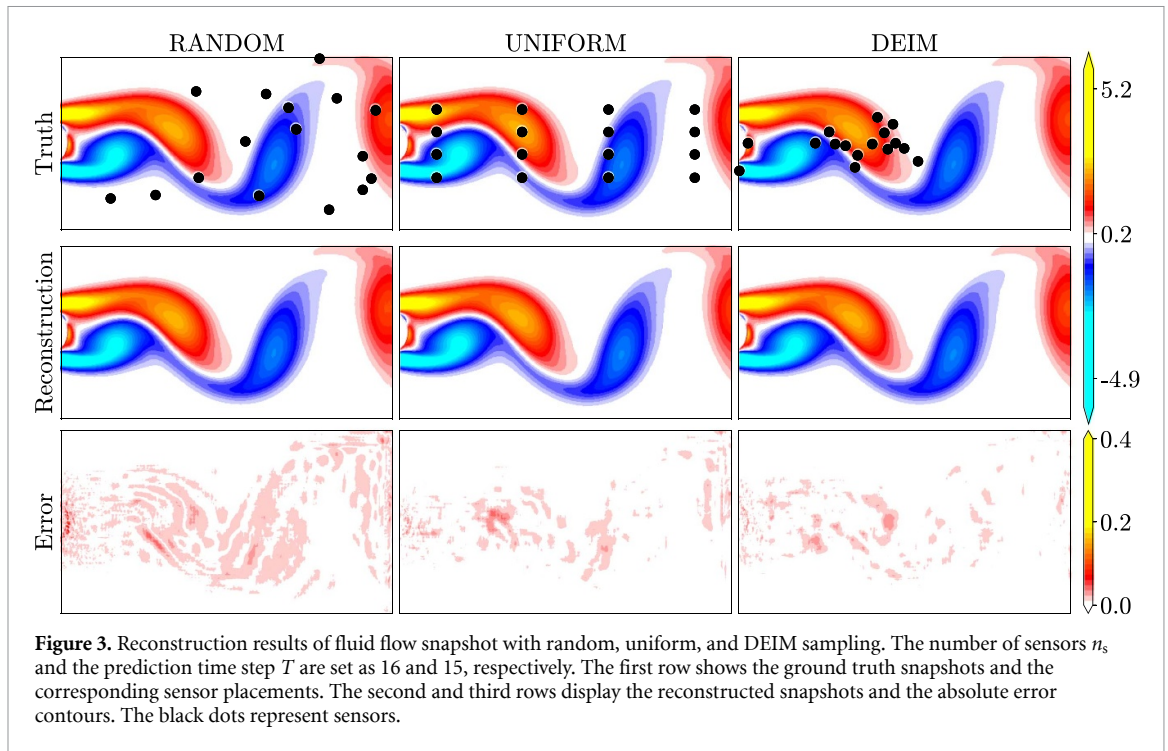 RANDOM UNIFORM DEIM
Truth
5.2
0.2
Reconstruction
-4.9
Error
0.4
0.2
0.0
Figure 3. Reconstruction results of fluid flow snapshot with random, uniform, and DEIM sampling. The number of sensors nₛ
and the prediction time step T are set as 16 and 15, respectively. The first row shows the ground truth snapshots and the
corresponding sensor placements. The second and third rows display the reconstructed snapshots and the absolute error
contours. The black dots represent sensors.